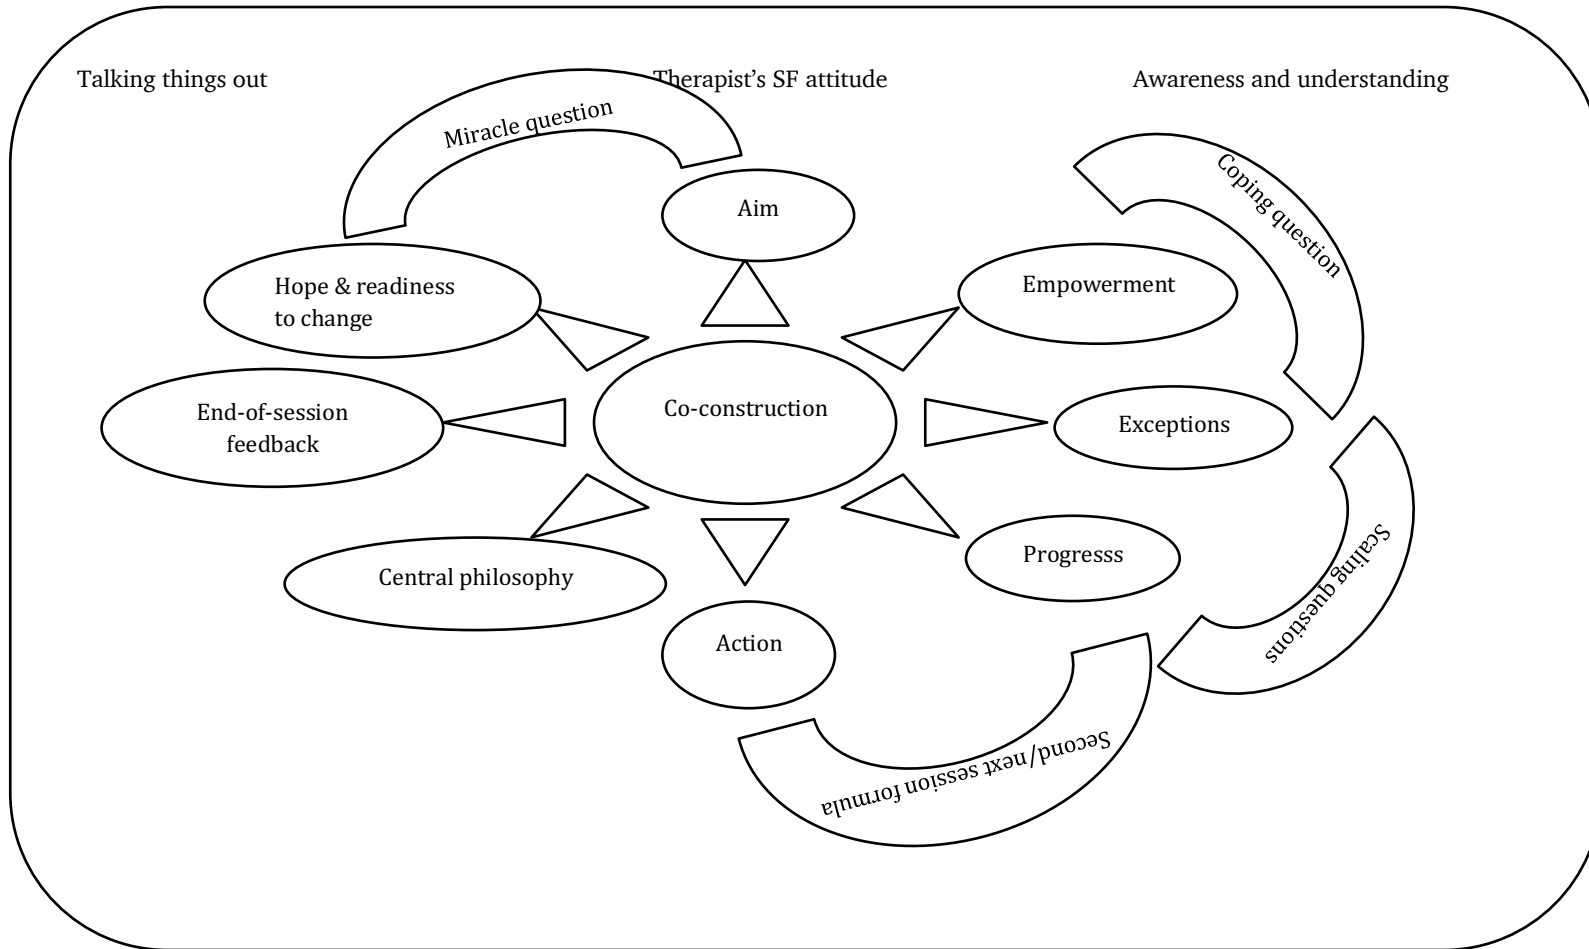 Talking things out
Therapist’s SF attitude
Awareness and understanding
Miracle question
Coping question
Aim
Hope & readiness
to change
Empowerment
End-of-session
feedback
Co-construction
Exceptions
Central philosophy
Progresss
Scaling questions
Action
Second/next session formula